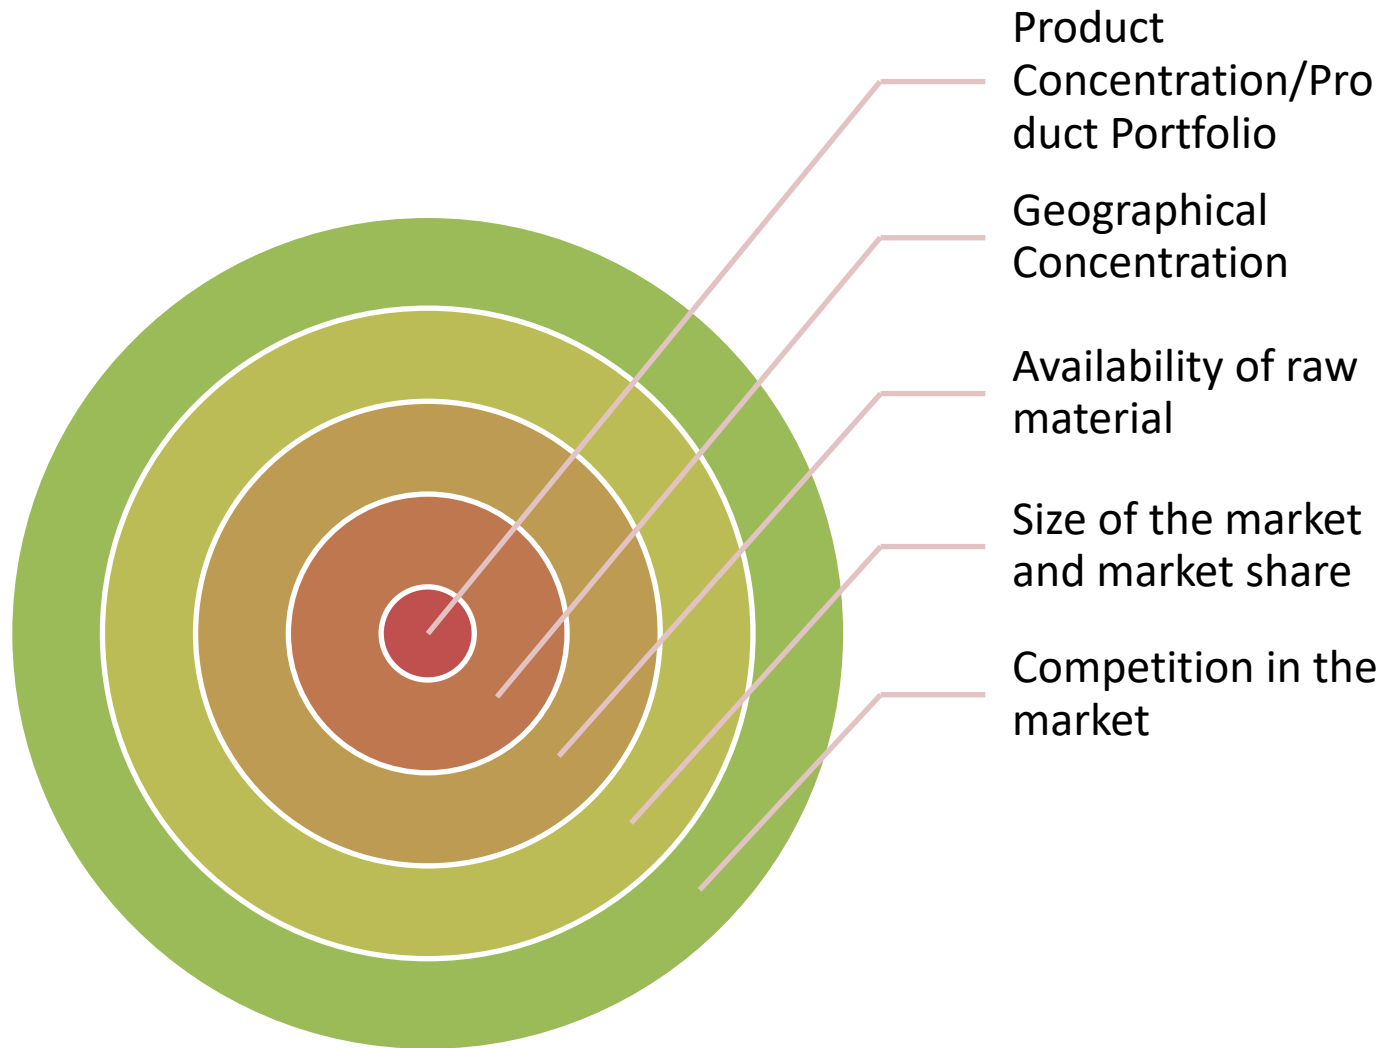 Product
Concentration/Pro
duct Portfolio
Geographical
Concentration
Availability of raw
material
Size of the market
and market share
Competition in the
market